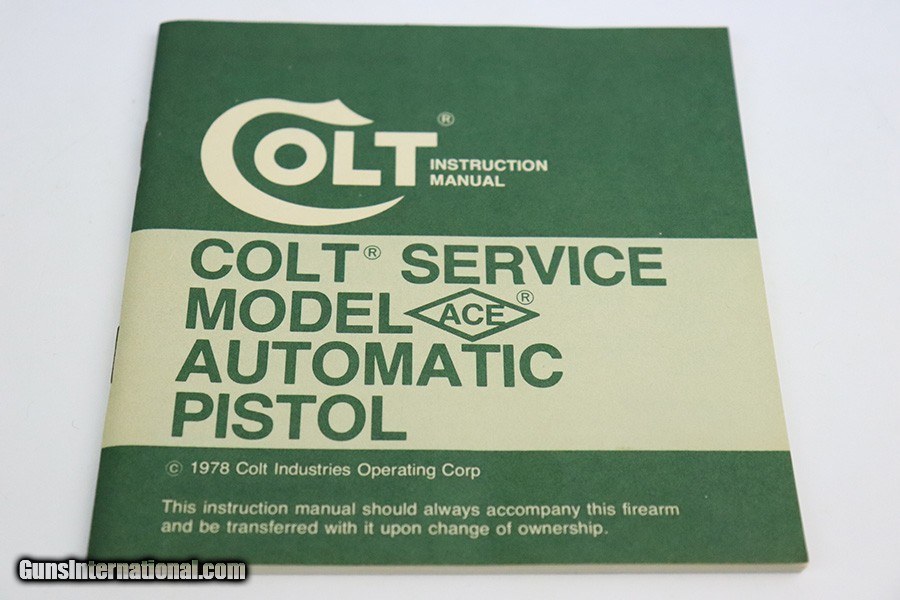 COLT®
INSTRUCTION
MANUAL
COLT® SERVICE
MODEL ACE®
AUTOMATIC
PISTOL
© 1978 Colt Industries Operating Corp
This instruction manual should always accompany this firearm
and be transferred with it upon change of ownership.
GunsInternational.com